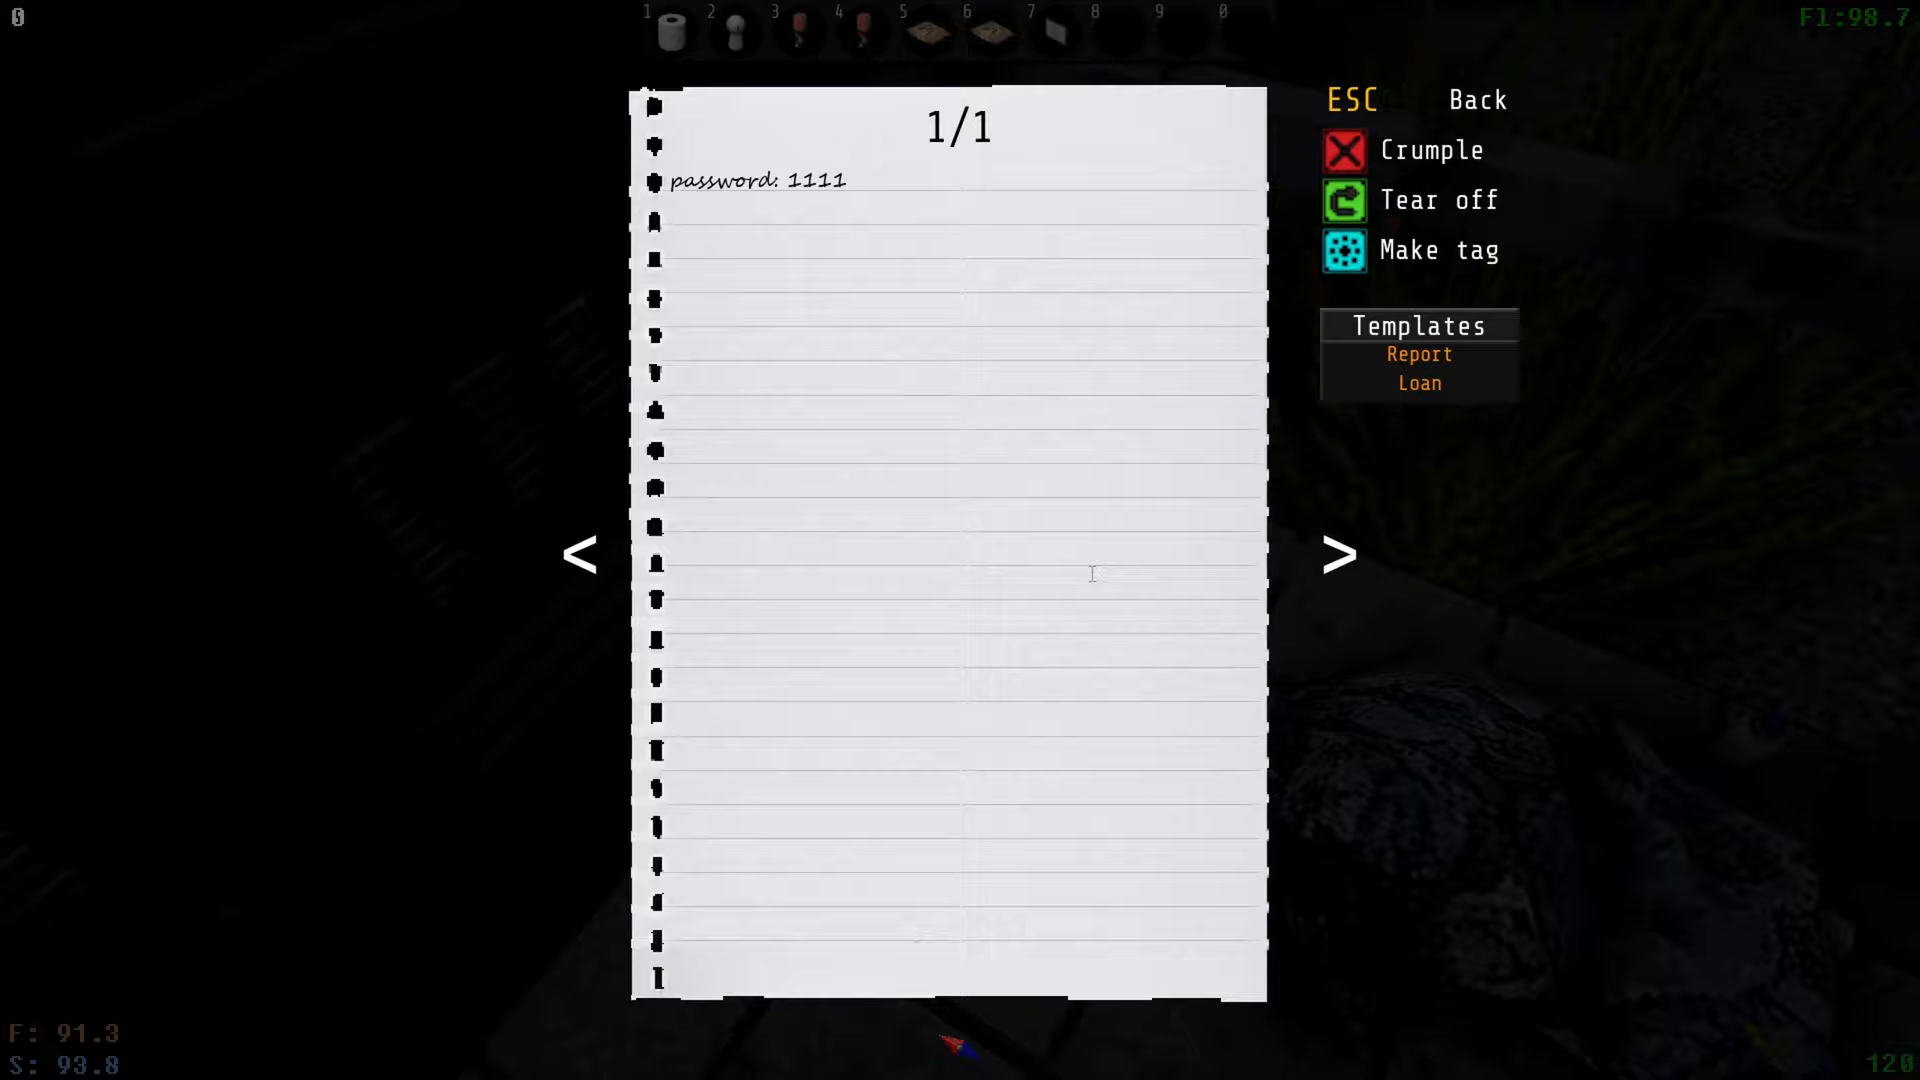 1 2 3 4 5 6 7 8 9 0
Fl:98.7
1/1
password: 1111
ESC Back
Crumple
Tear off
Make tag
Templates
Report
Loan
< >
F: 91.3
S: 93.8
120